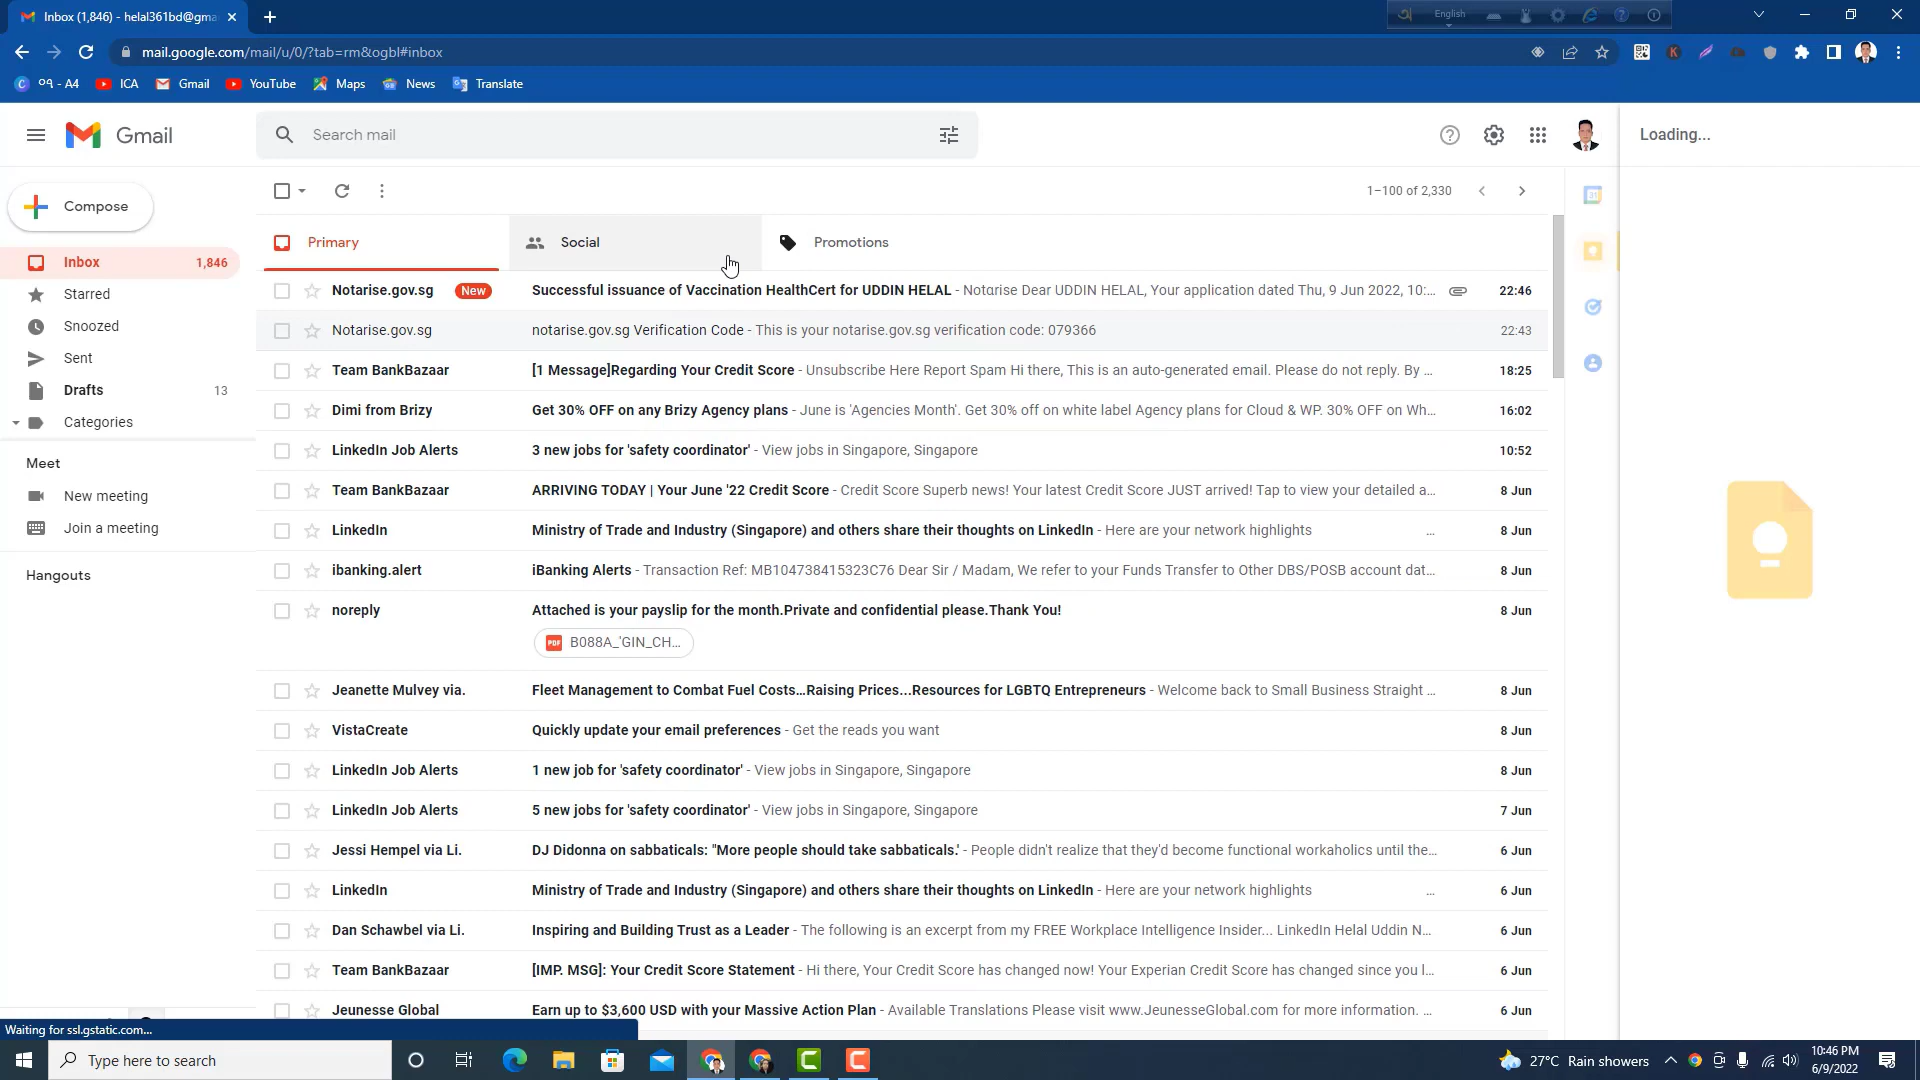 Inbox (1,846) - helal361bd@gma
English
mail.google.com/mail/u/0/?tab=rm&ogbl#inbox
০৭ - A4 ICA Gmail YouTube Maps News Translate
Gmail
Search mail
Loading...
Compose
1–100 of 2,330
Primary
Social
Promotions
Inbox 1,846
Starred
Snoozed
Sent
Drafts 13
Categories
Meet
New meeting
Join a meeting
Hangouts
Notarise.gov.sg New Successful issuance of Vaccination HealthCert for UDDIN HELAL - Notarise Dear UDDIN HELAL, Your application dated Thu, 9 Jun 2022, 10:... 22:46
Notarise.gov.sg notarise.gov.sg Verification Code - This is your notarise.gov.sg verification code: 079366 22:43
Team BankBazaar [1 Message]Regarding Your Credit Score - Unsubscribe Here Report Spam Hi there, This is an auto-generated email. Please do not reply. By ... 18:25
Dimi from Brizy Get 30% OFF on any Brizy Agency plans - June is 'Agencies Month'. Get 30% off on white label Agency plans for Cloud & WP. 30% OFF on Wh... 16:02
LinkedIn Job Alerts 3 new jobs for 'safety coordinator' - View jobs in Singapore, Singapore 10:52
Team BankBazaar ARRIVING TODAY | Your June '22 Credit Score - Credit Score Superb news! Your latest Credit Score JUST arrived! Tap to view your detailed a... 8 Jun
LinkedIn Ministry of Trade and Industry (Singapore) and others share their thoughts on LinkedIn - Here are your network highlights ... 8 Jun
ibanking.alert iBanking Alerts - Transaction Ref: MB104738415323C76 Dear Sir / Madam, We refer to your Funds Transfer to Other DBS/POSB account dat... 8 Jun
noreply Attached is your payslip for the month.Private and confidential please.Thank You! 8 Jun
PDF B088A_'GIN_CH...
Jeanette Mulvey via. Fleet Management to Combat Fuel Costs...Raising Prices...Resources for LGBTQ Entrepreneurs - Welcome back to Small Business Straight ... 8 Jun
VistaCreate Quickly update your email preferences - Get the reads you want 8 Jun
LinkedIn Job Alerts 1 new job for 'safety coordinator' - View jobs in Singapore, Singapore 8 Jun
LinkedIn Job Alerts 5 new jobs for 'safety coordinator' - View jobs in Singapore, Singapore 7 Jun
Jessi Hempel via Li. DJ Didonna on sabbaticals: "More people should take sabbaticals.' - People didn't realize that they'd become functional workaholics until the... 6 Jun
LinkedIn Ministry of Trade and Industry (Singapore) and others share their thoughts on LinkedIn - Here are your network highlights ... 6 Jun
Dan Schawbel via Li. Inspiring and Building Trust as a Leader - The following is an excerpt from my FREE Workplace Intelligence Insider... LinkedIn Helal Uddin N... 6 Jun
Team BankBazaar [IMP. MSG]: Your Credit Score Statement - Hi there, Your Credit Score has changed now! Your Experian Credit Score has changed since you l... 6 Jun
Jeunesse Global Earn up to $3,600 USD with your Massive Action Plan - Available Translations Please visit www.JeunesseGlobal.com for more information. ... 6 Jun
Waiting for ssl.gstatic.com...
Type here to search
27°C Rain showers
10:46 PM
6/9/2022